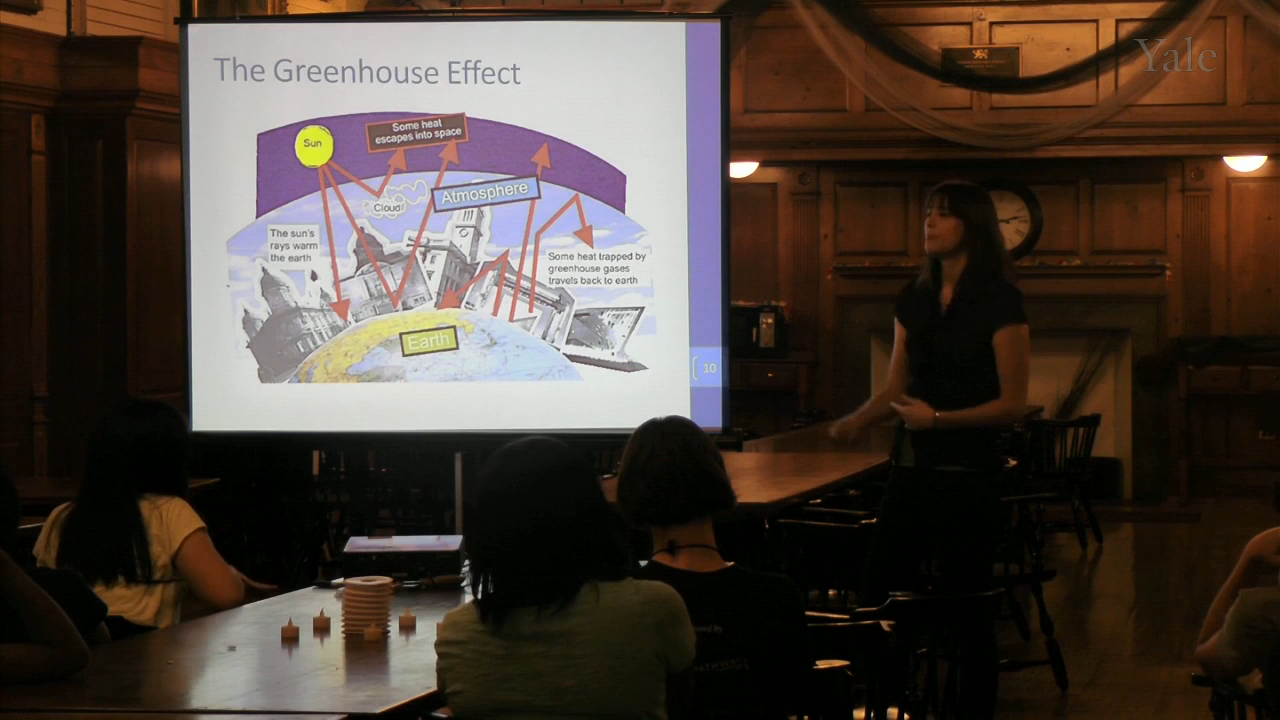 Yale
The Greenhouse Effect
Sun
Some heat
escapes into space
Atmosphere
Cloud
The sun's
rays warm
the earth
Some heat trapped by
greenhouse gases
travels back to earth
Earth
10